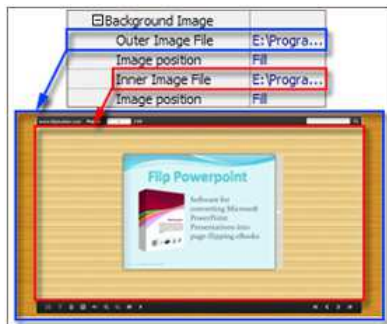 Background Image
Outer Image File E:\Progra...
Image position Fill
Inner Image File E:\Progra...
Image position Fill
Flip Powerpoint
Software for
converting Microsoft
PowerPoint
Presentations into
page flipping eBooks